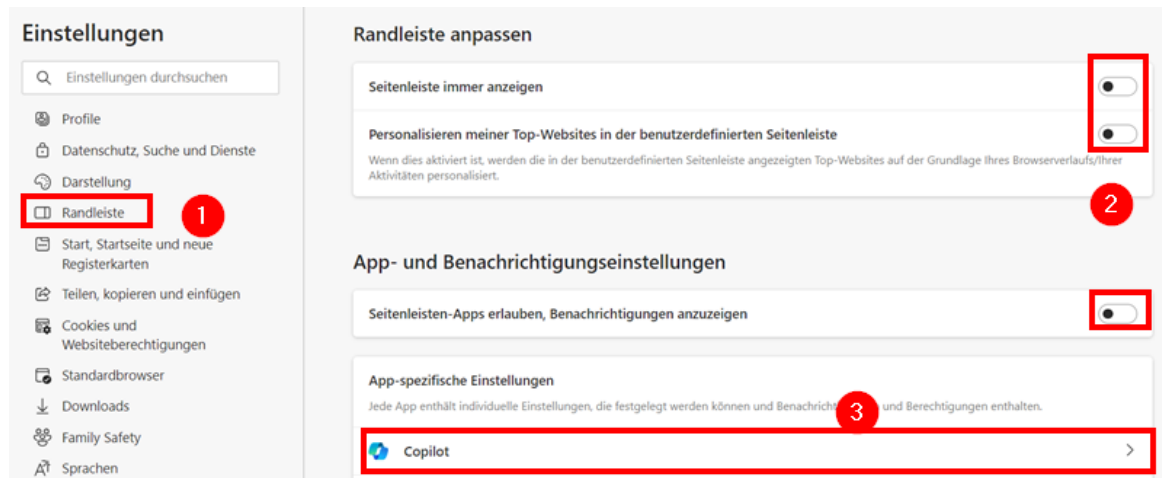 Einstellungen
Einstellungen durchsuchen
Profile
Datenschutz, Suche und Dienste
Darstellung
Randleiste
1
Start, Startseite und neue
Registerkarten
Teilen, kopieren und einfügen
Cookies und
Websiteberechtigungen
Standardbrowser
Downloads
Family Safety
Sprachen
Randleiste anpassen
Seitenleiste immer anzeigen
Personalisieren meiner Top-Websites in der benutzerdefinierten Seitenleiste
Wenn dies aktiviert ist, werden die in der benutzerdefinierten Seitenleiste angezeigten Top-Websites auf der Grundlage Ihres Browserverlaufs/Ihrer
Aktivitäten personalisiert.
2
App- und Benachrichtigungseinstellungen
Seitenleisten-Apps erlauben, Benachrichtigungen anzuzeigen
App-spezifische Einstellungen
Jede App enthält individuelle Einstellungen, die festgelegt werden können und und Berechtigungen enthalten.
3
Copilot